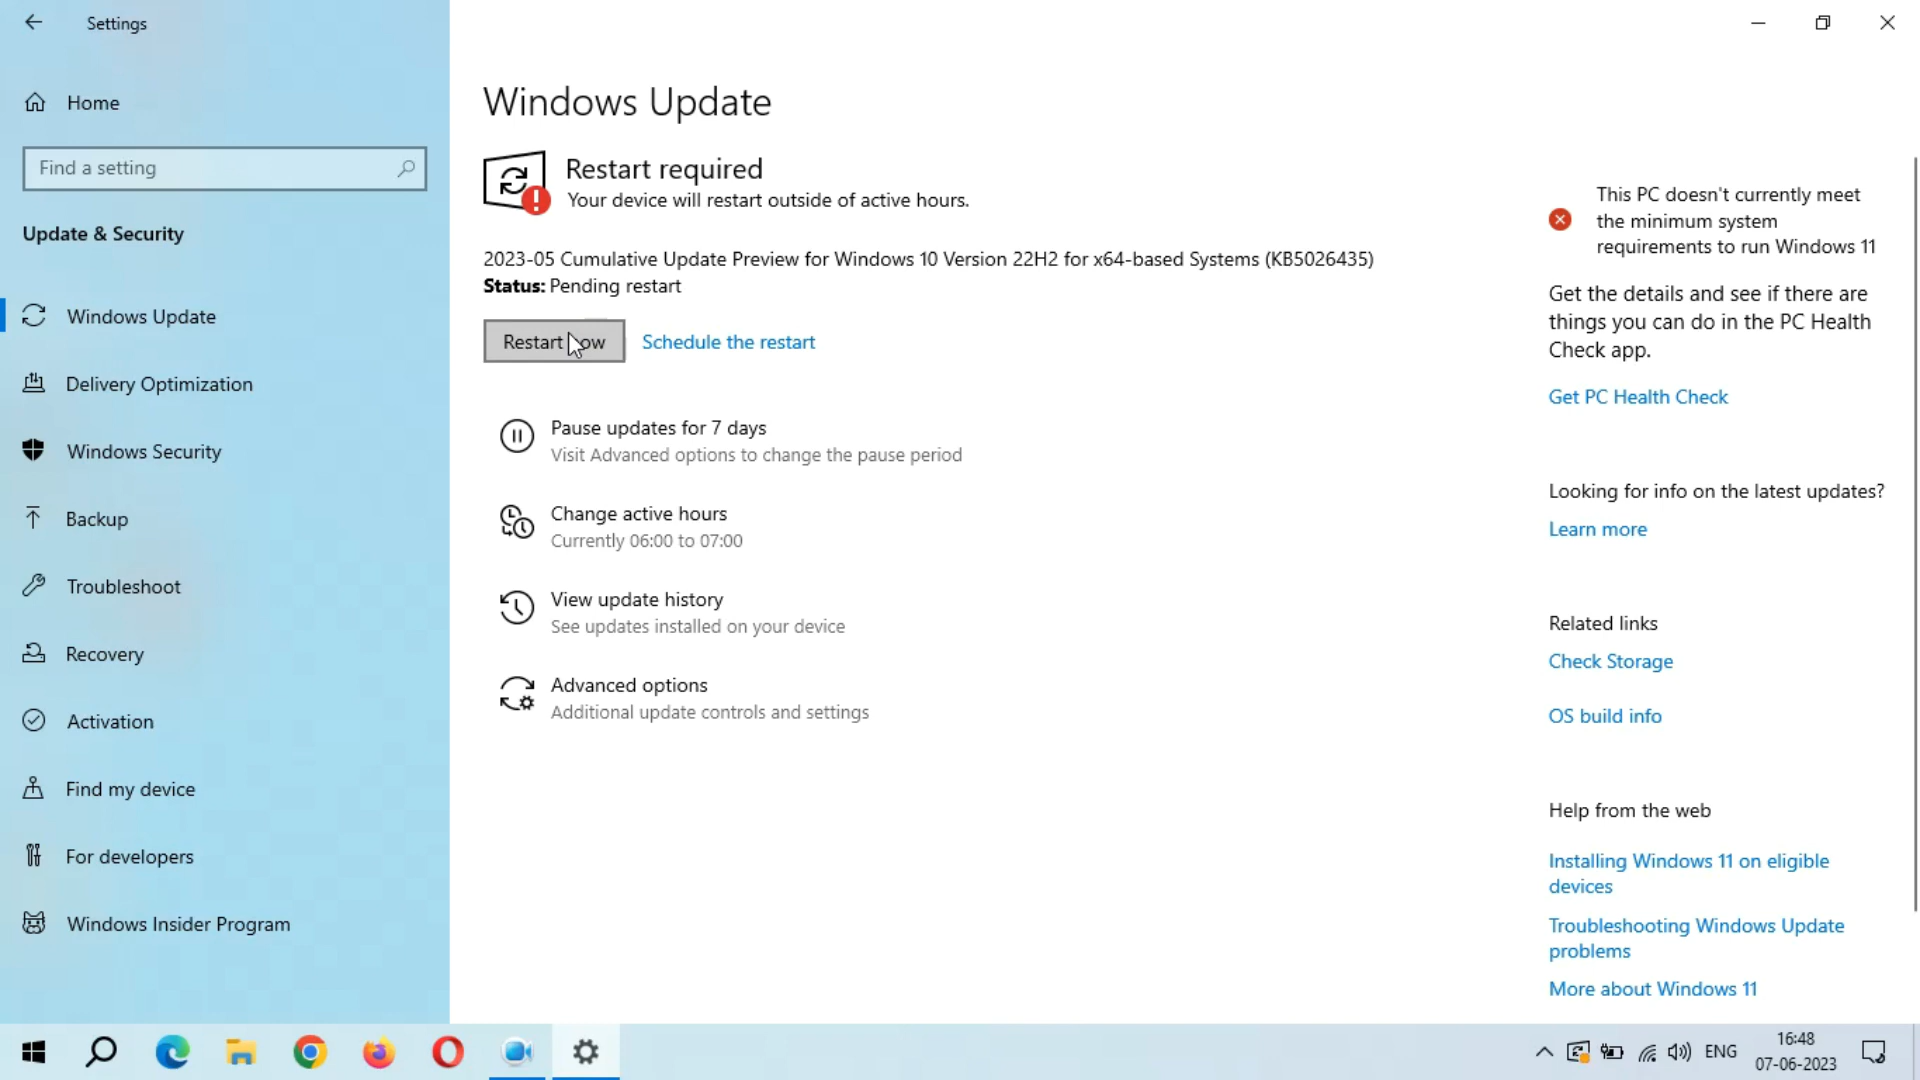 Settings
Home
Find a setting
Update & Security
Windows Update
Delivery Optimization
Windows Security
Backup
Troubleshoot
Recovery
Activation
Find my device
For developers
Windows Insider Program
Windows Update
Restart required
Your device will restart outside of active hours.
2023-05 Cumulative Update Preview for Windows 10 Version 22H2 for x64-based Systems (KB5026435)
Status: Pending restart
Restart now Schedule the restart
Pause updates for 7 days
Visit Advanced options to change the pause period
Change active hours
Currently 06:00 to 07:00
View update history
See updates installed on your device
Advanced options
Additional update controls and settings
This PC doesn't currently meet
the minimum system
requirements to run Windows 11
Get the details and see if there are
things you can do in the PC Health
Check app.
Get PC Health Check
Looking for info on the latest updates?
Learn more
Related links
Check Storage
OS build info
Help from the web
Installing Windows 11 on eligible
devices
Troubleshooting Windows Update
problems
More about Windows 11
ENG
16:48
07-06-2023